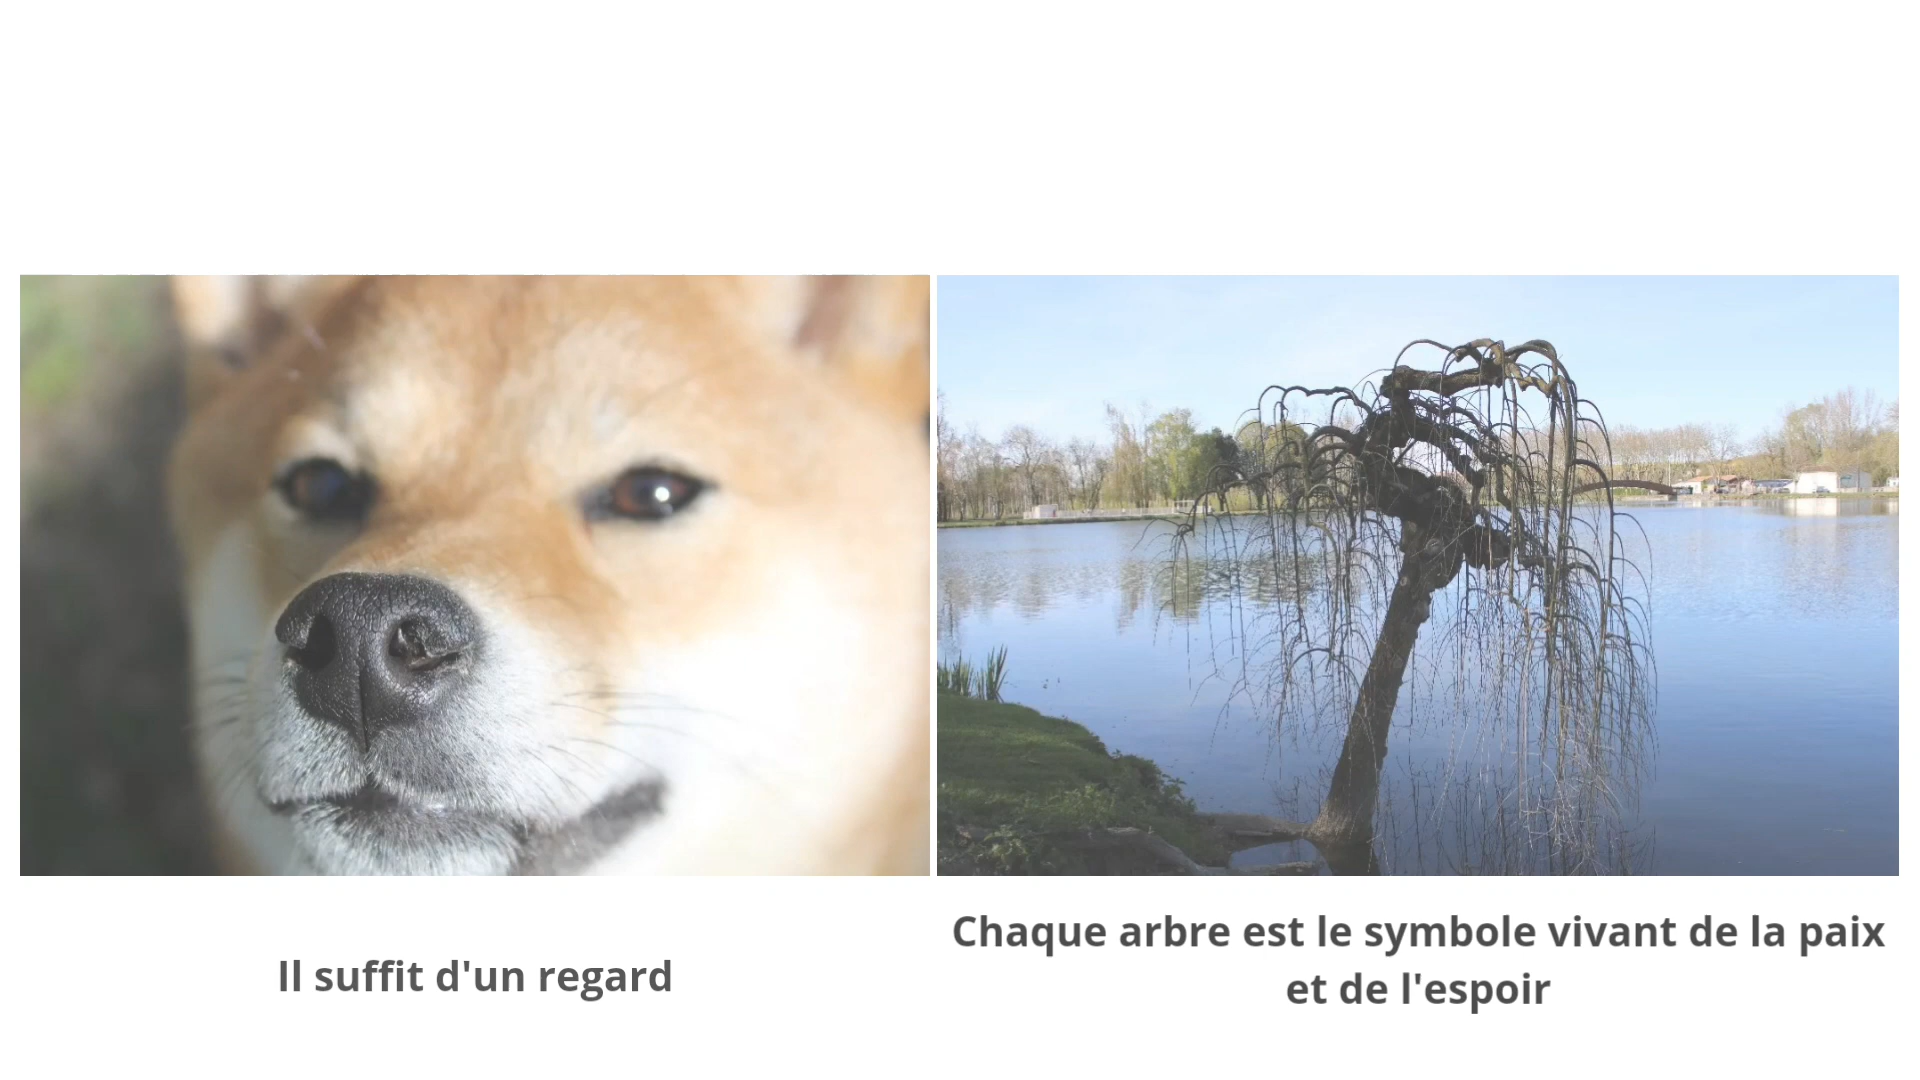 Il suffit d'un regard
Chaque arbre est le symbole vivant de la paix
et de l'espoir